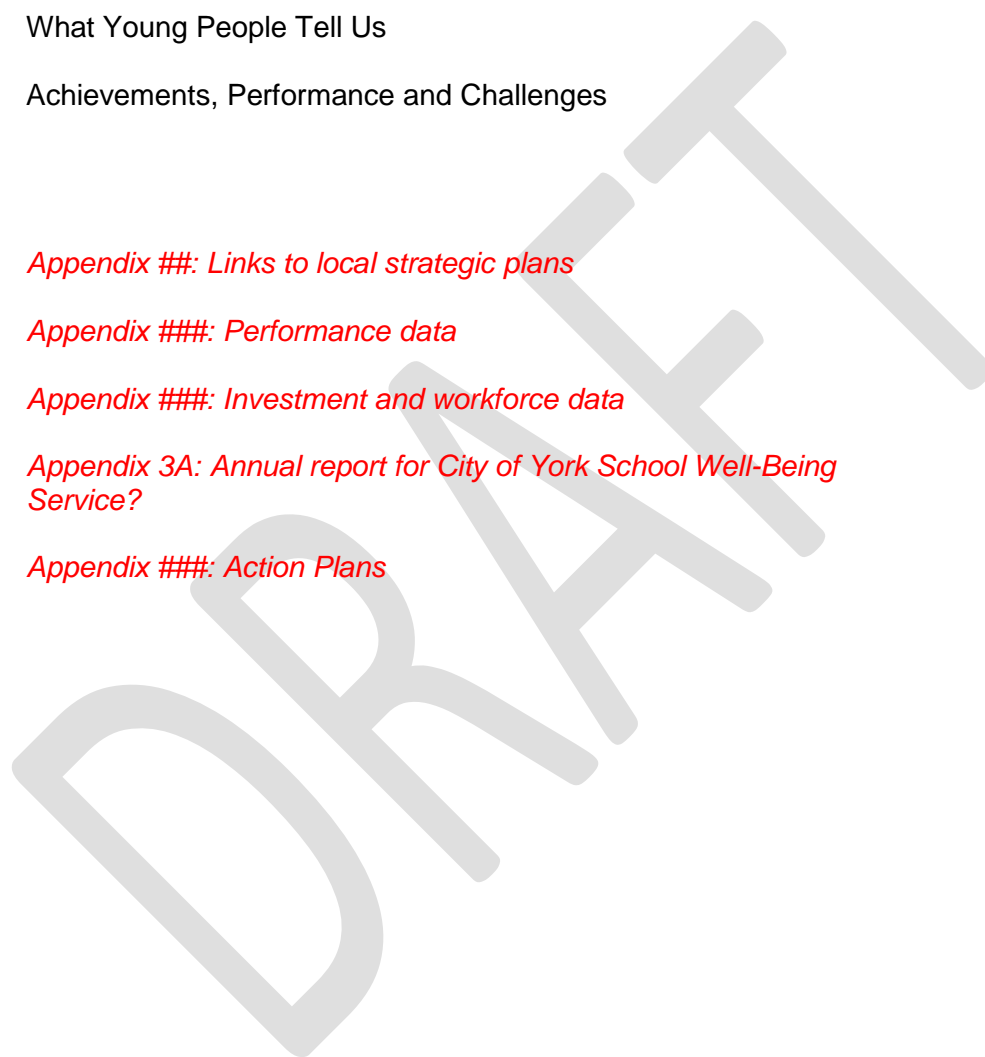 What Young People Tell Us
Achievements, Performance and Challenges
Appendix ##: Links to local strategic plans
Appendix ###: Performance data
Appendix ###: Investment and workforce data
Appendix 3A: Annual report for City of York School Well-Being
Service?
Appendix ###: Action Plans
DRAFT